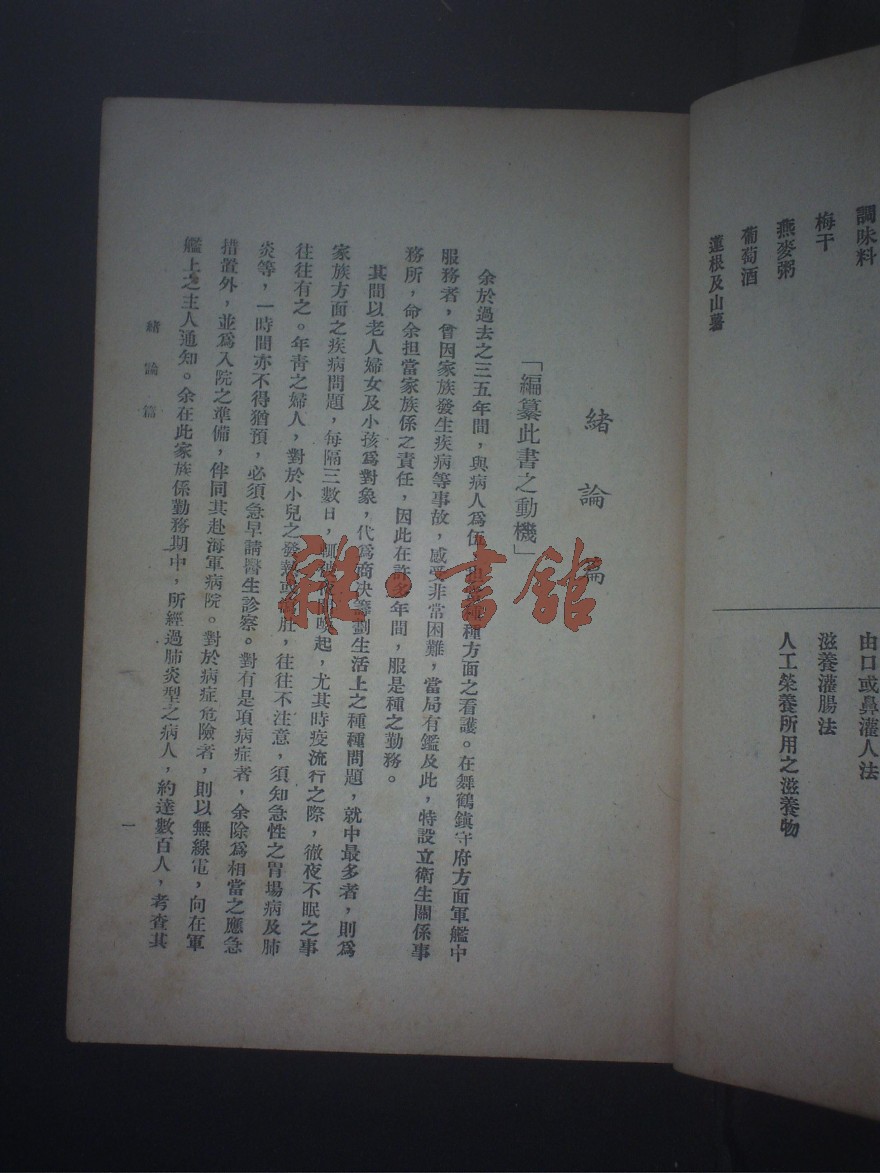 調味料
梅干
燕麥粥
葡萄酒
蓮根及山薯
由口或鼻灌入法
滋養灌腸法
人工榮養所用之滋養物
緒論篇
「編纂此書之動機」
余於過去之三五年間，與病人為伍，種種方面之看護。在舞鶴鎮守府方面軍艦中
服務者，曾因家族發生疾病等事故，感受非常困難，當局有鑑及此，特設立衛生關係事
務所，命余担當家族係之責任，因此在許多年間，服是種之勤務。
其間以老人婦女及小孩為對象，代為商決籌劃生活上之種種問題，就中最多者，則為
家族方面之疾病問題，每隔三數日，輒起，尤其時疫流行之際，徹夜不眠之事
往往有之。年青之婦人，對於小兒之發熱或肚，往往不注意，須知急性之胃場病及肺
炎等，一時間亦不得猶預，必須急早請醫生診察。對有是項病症者，余除為相當之應急
措置外，並為入院之準備，伴同其赴海軍病院。對於病症危險者，則以無線電，向在軍
艦上之主人通知。余在此家族係勤務期中，所經過肺炎型之病人，約達數百人，考查其
緒論篇
一
雜·書館